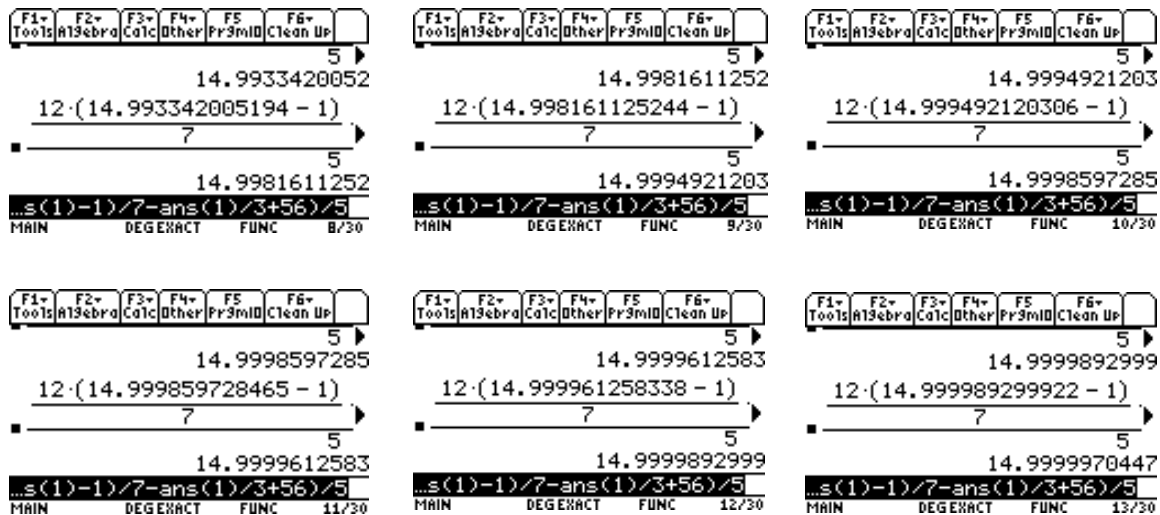 F1▾ F2▾ F3▾ F4▾ F5 F6▾
Tools Algebra Calc Other PrgmIO Clean Up
5 ▶
14.9933420052
12·(14.993342005194 - 1)
7
5
14.9981611252
…s(1)-1)/7-ans(1)/3+56)/5
MAIN DEG EXACT FUNC 8/30
F1▾ F2▾ F3▾ F4▾ F5 F6▾
Tools Algebra Calc Other PrgmIO Clean Up
5 ▶
14.9981611252
12·(14.998161125244 - 1)
7
5
14.9994921203
…s(1)-1)/7-ans(1)/3+56)/5
MAIN DEG EXACT FUNC 9/30
F1▾ F2▾ F3▾ F4▾ F5 F6▾
Tools Algebra Calc Other PrgmIO Clean Up
5 ▶
14.9994921203
12·(14.999492120306 - 1)
7
5
14.9998597285
…s(1)-1)/7-ans(1)/3+56)/5
MAIN DEG EXACT FUNC 10/30
F1▾ F2▾ F3▾ F4▾ F5 F6▾
Tools Algebra Calc Other PrgmIO Clean Up
5 ▶
14.9998597285
12·(14.999859728465 - 1)
7
5
14.9999612583
…s(1)-1)/7-ans(1)/3+56)/5
MAIN DEG EXACT FUNC 11/30
F1▾ F2▾ F3▾ F4▾ F5 F6▾
Tools Algebra Calc Other PrgmIO Clean Up
5 ▶
14.9999612583
12·(14.999961258338 - 1)
7
5
14.9999892999
…s(1)-1)/7-ans(1)/3+56)/5
MAIN DEG EXACT FUNC 12/30
F1▾ F2▾ F3▾ F4▾ F5 F6▾
Tools Algebra Calc Other PrgmIO Clean Up
5 ▶
14.9999892999
12·(14.999989299922 - 1)
7
5
14.9999970447
…s(1)-1)/7-ans(1)/3+56)/5
MAIN DEG EXACT FUNC 13/30